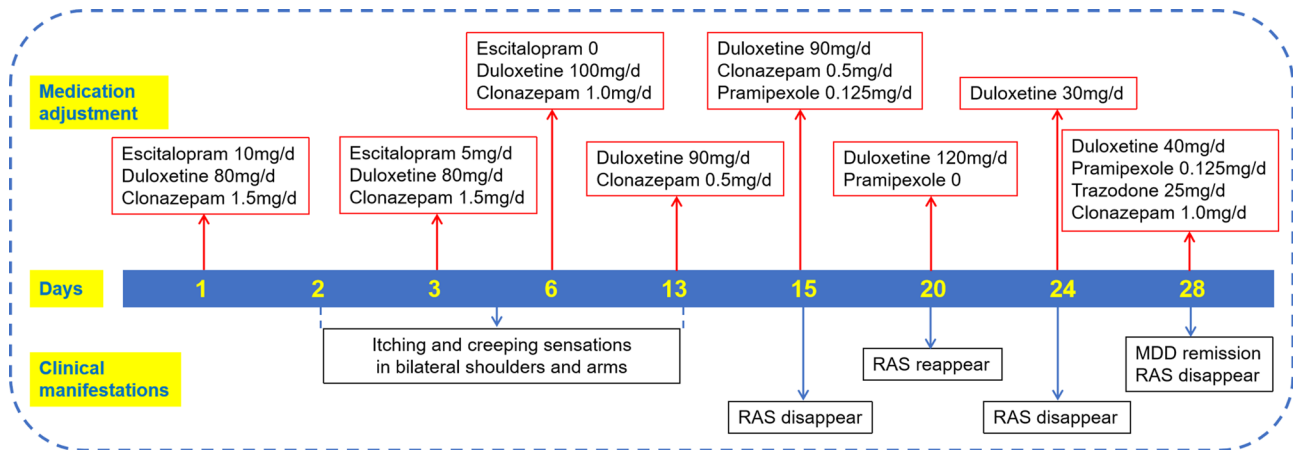 Medication
adjustment
Escitalopram 10mg/d
Duloxetine 80mg/d
Clonazepam 1.5mg/d
Escitalopram 5mg/d
Duloxetine 80mg/d
Clonazepam 1.5mg/d
Escitalopram 0
Duloxetine 100mg/d
Clonazepam 1.0mg/d
Duloxetine 90mg/d
Clonazepam 0.5mg/d
Duloxetine 90mg/d
Clonazepam 0.5mg/d
Pramipexole 0.125mg/d
Duloxetine 120mg/d
Pramipexole 0
Duloxetine 30mg/d
Duloxetine 40mg/d
Pramipexole 0.125mg/d
Trazodone 25mg/d
Clonazepam 1.0mg/d
Days
1 2 3 6 13 15 20 24 28
Clinical
manifestations
Itching and creeping sensations
in bilateral shoulders and arms
RAS disappear
RAS reappear
RAS disappear
MDD remission
RAS disappear